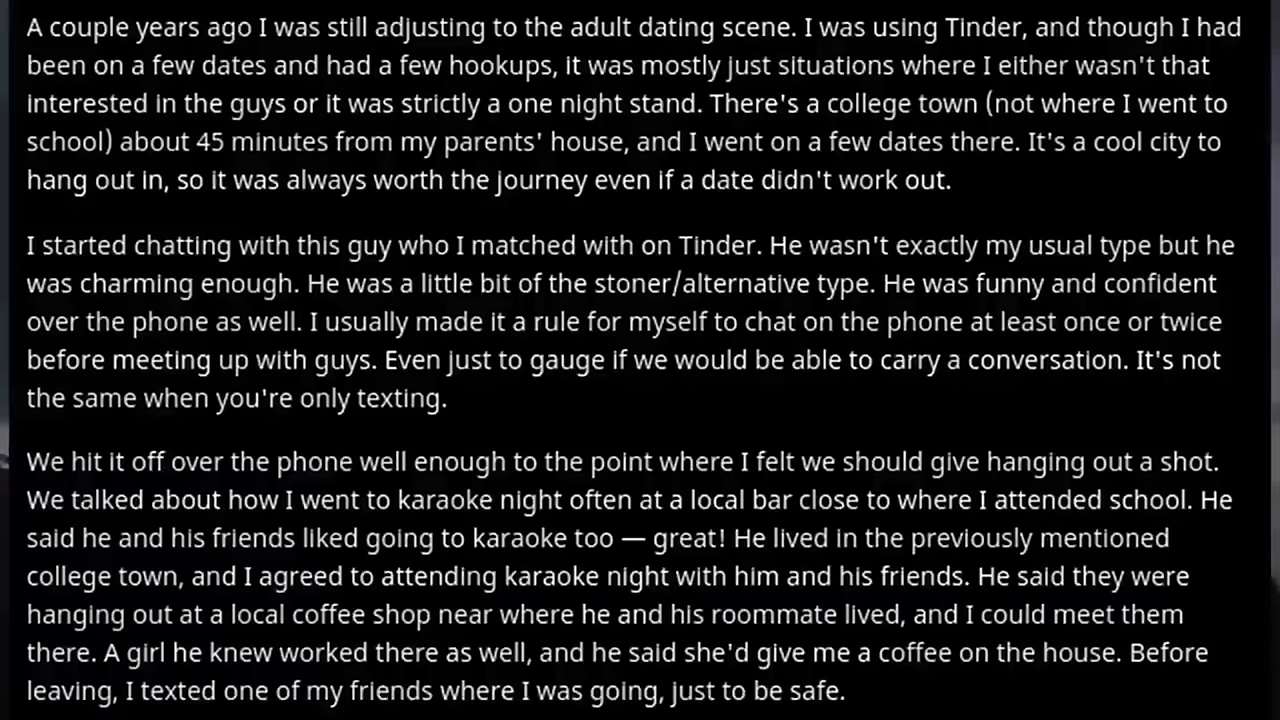 A couple years ago I was still adjusting to the adult dating scene. I was using Tinder, and though I had
been on a few dates and had a few hookups, it was mostly just situations where I either wasn't that
interested in the guys or it was strictly a one night stand. There's a college town (not where I went to
school) about 45 minutes from my parents' house, and I went on a few dates there. It's a cool city to
hang out in, so it was always worth the journey even if a date didn't work out.
I started chatting with this guy who I matched with on Tinder. He wasn't exactly my usual type but he
was charming enough. He was a little bit of the stoner/alternative type. He was funny and confident
over the phone as well. I usually made it a rule for myself to chat on the phone at least once or twice
before meeting up with guys. Even just to gauge if we would be able to carry a conversation. It's not
the same when you're only texting.
We hit it off over the phone well enough to the point where I felt we should give hanging out a shot.
We talked about how I went to karaoke night often at a local bar close to where I attended school. He
said he and his friends liked going to karaoke too — great! He lived in the previously mentioned
college town, and I agreed to attending karaoke night with him and his friends. He said they were
hanging out at a local coffee shop near where he and his roommate lived, and I could meet them
there. A girl he knew worked there as well, and he said she'd give me a coffee on the house. Before
leaving, I texted one of my friends where I was going, just to be safe.